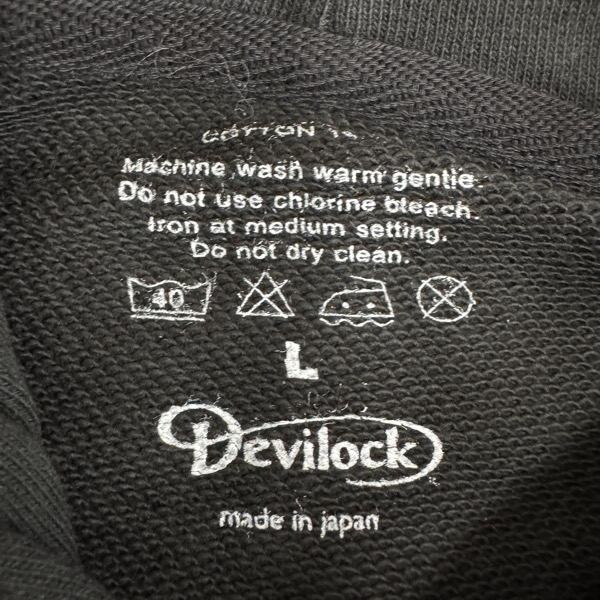 COTTON
Machine wash warm gentle.
Do not use chlorine bleach.
Iron at medium setting.
Do not dry clean.
40
L
Devilock
made in japan